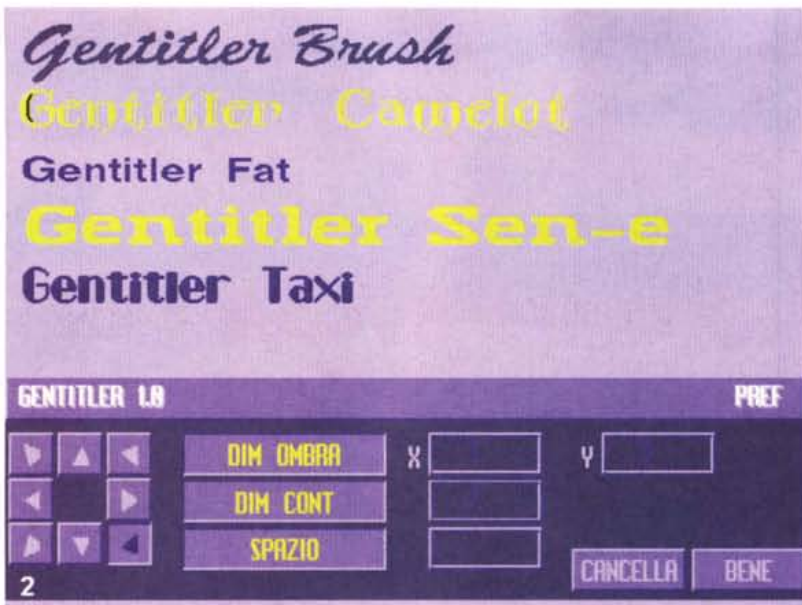 Gentitler Brush
Gentitler Camelot
Gentitler Fat
Gentitler Sen-e
Gentitler Taxi
GENTITLER 1.8 PREF
DIM OMBRA X Y
DIM CONT
SPAZIO
CANCELLA BENE
2